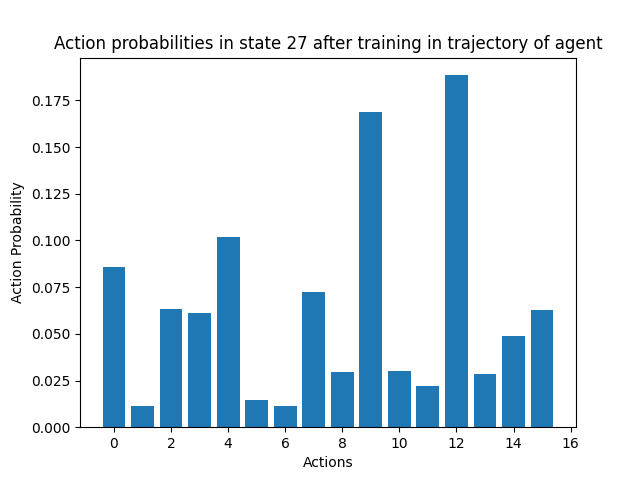 Action probabilities in state 27 after training in trajectory of agent
0.175
0.150
0.125
0.100
0.075
0.050
0.025
0.000
Action Probability
0 2 4 6 8 10 12 14 16
Actions